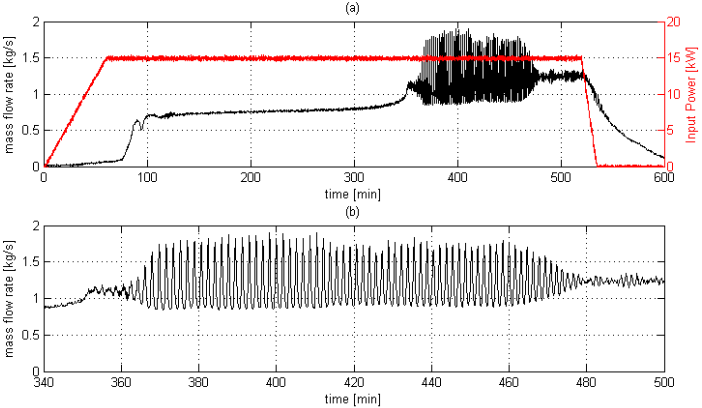 (a)
2
1.5
1
0.5
0
mass flow rate [kg/s]
20
15
10
5
0
Input Power [kW]
0 100 200 300 400 500 600
time [min]
(b)
2
1.5
1
0.5
0
mass flow rate [kg/s]
340 360 380 400 420 440 460 480 500
time [min]